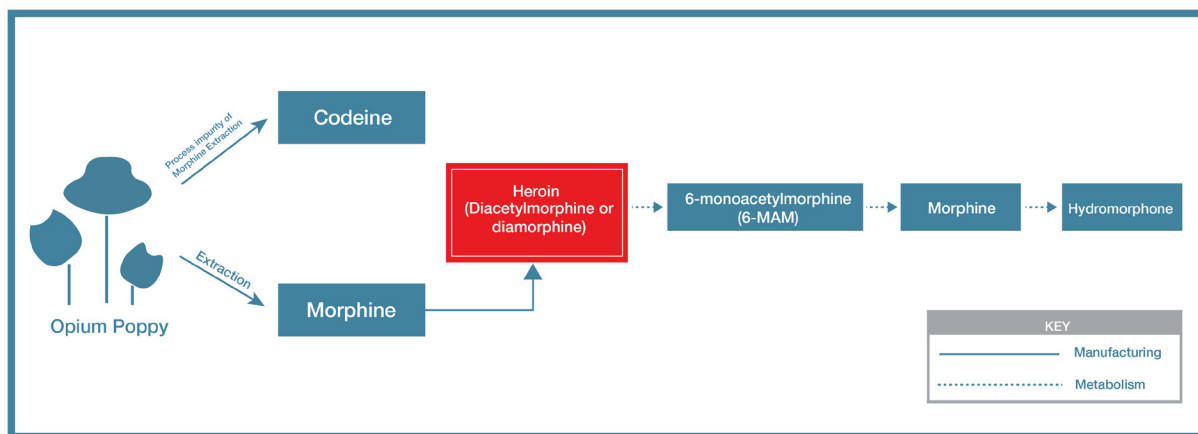 Process impurity of
Morphine Extraction
Codeine
Heroin
(Diacetylmorphine or
diamorphine)
6-monoacetylmorphine
(6-MAM)
Morphine
Hydromorphone
Extraction
Morphine
Opium Poppy
KEY
Manufacturing
Metabolism